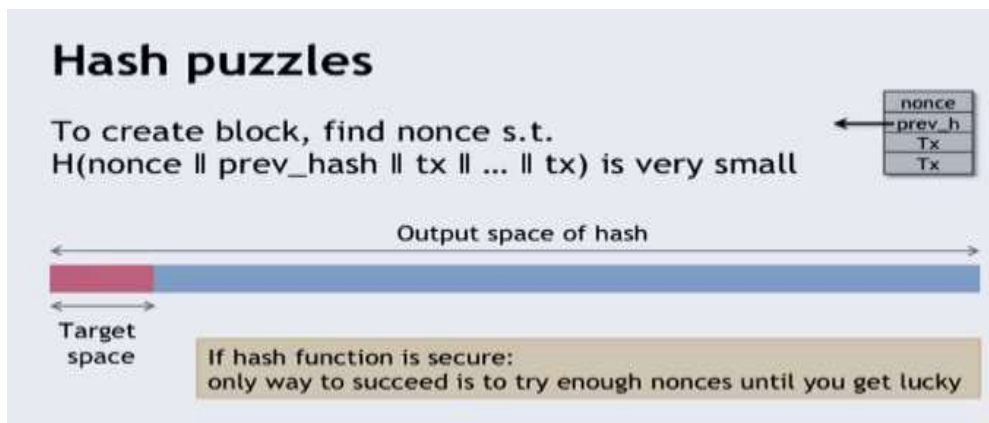 Hash puzzles
To create block, find nonce s.t.
H(nonce ‖ prev_hash ‖ tx ‖ ... ‖ tx) is very small
nonce
prev_h
Tx
Tx
Output space of hash
Target
space
If hash function is secure:
only way to succeed is to try enough nonces until you get lucky